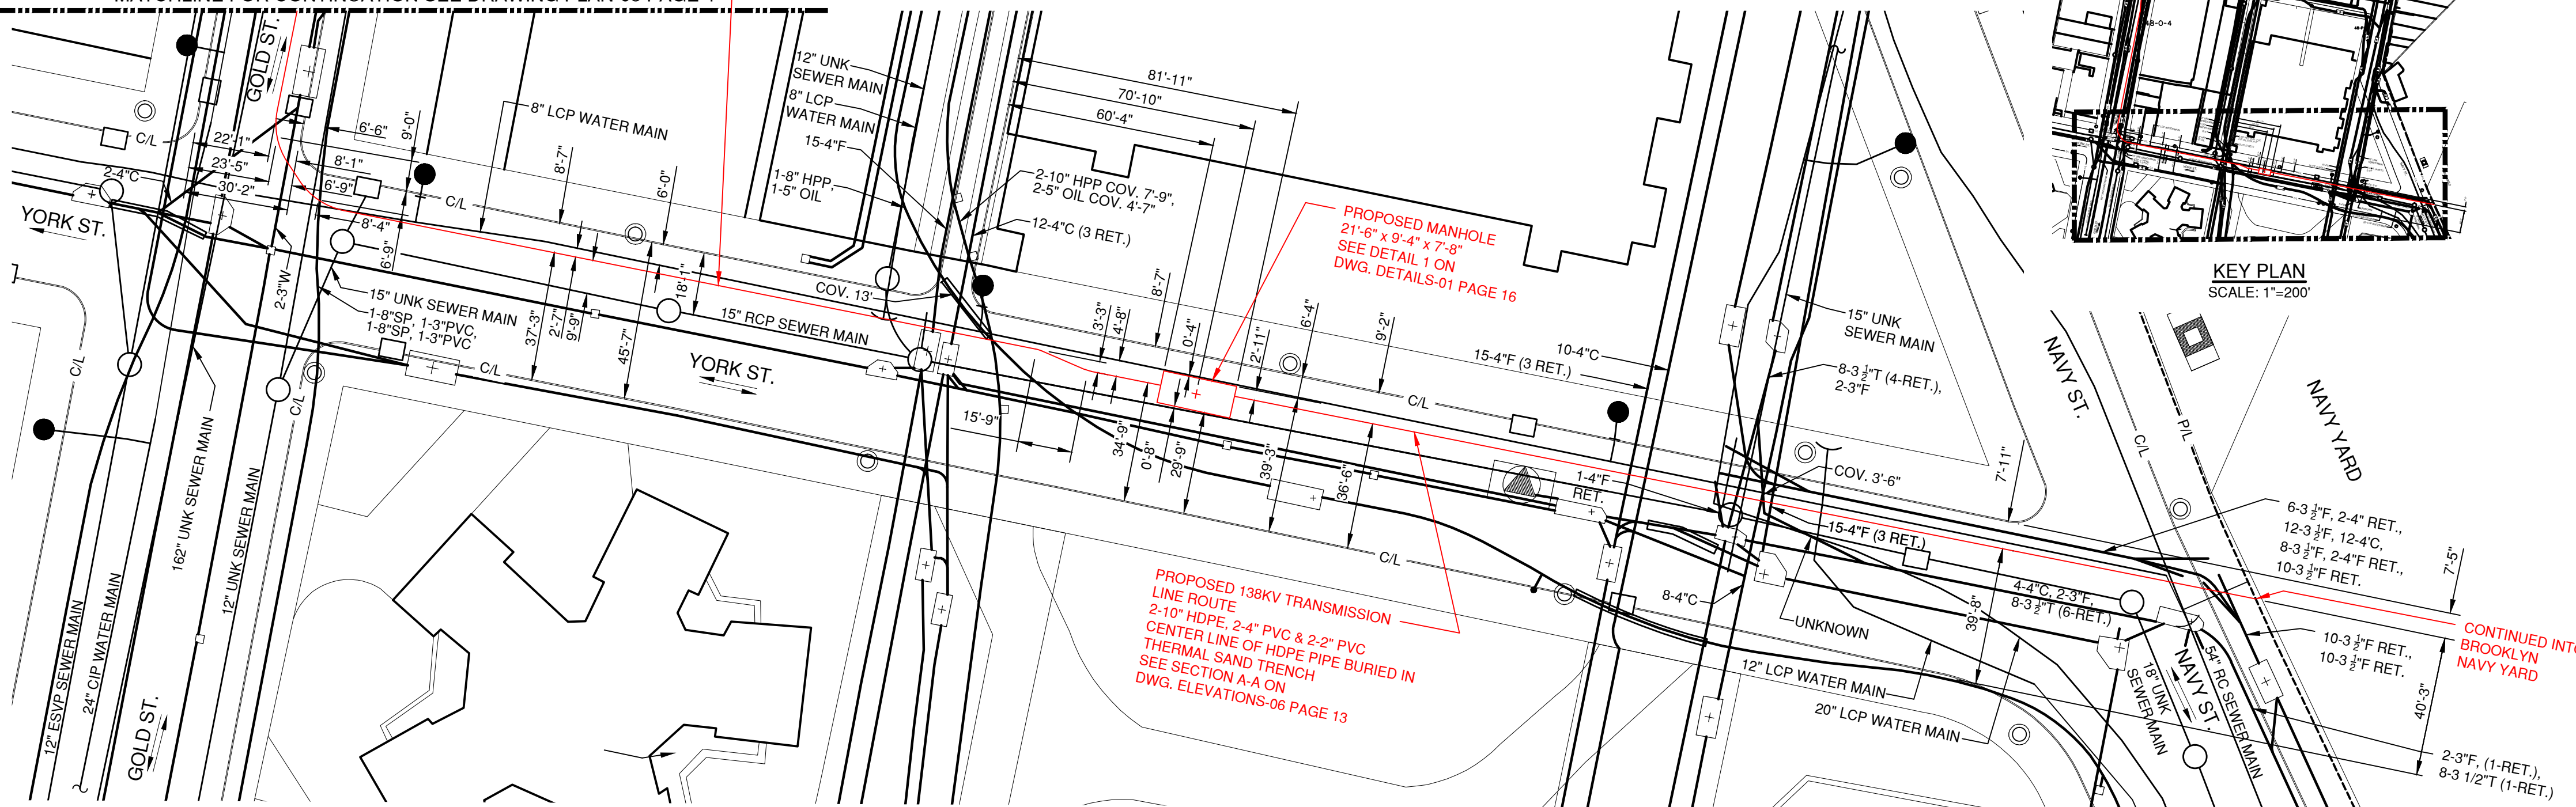 GOLD ST.
C/L
22'-1"
23'-5"
30'-2"
2-4"C
YORK ST.
6'-6"
9'-0"
8'-1"
6'-9"
8'-4"
6'-9"
C/L
8" LCP WATER MAIN
8'-7"
6'-0"
12" UNK
SEWER MAIN
8" LCP
WATER MAIN
15-4"F
1-8" HPP,
1-5" OIL
81'-11"
70'-10"
60'-4"
2-10" HPP COV. 7'-9",
2-5" OIL COV. 4'-7"
12-4"C (3 RET.)
PROPOSED MANHOLE
21'-6" x 9'-4" x 7'-8"
SEE DETAIL 1 ON
DWG. DETAILS-01 PAGE 16
KEY PLAN
SCALE: 1"=200'
48-0-4
2-3"W
15" UNK SEWER MAIN
1-8"SP, 1-3"PVC,
1-8"SP, 1-3"PVC
C/L
C/L
C/L
37'-3"
2'-7"
9'-9"
45'-7"
18'-1"
15" RCP SEWER MAIN
COV. 13'
YORK ST.
15'-9"
3'-3"
4'-8"
8'-7"
0'-4"
2'-11"
6'-4"
9'-2"
34'-9"
0'-8"
29'-9"
39'-3"
36'-6"
C/L
C/L
15-4"F (3 RET.)
10-4"C
15" UNK
SEWER MAIN
8-3 1/2"T (4-RET.),
2-3"F
1-4"F
RET.
COV. 3'-6"
15-4"F (3 RET.)
7'-11"
NAVY ST.
C/L
P/L
NAVY YARD
6-3 1/2"F, 2-4" RET.,
12-3 1/2"F, 12-4'C,
8-3 1/2"F, 2-4"F RET.,
10-3 1/2"F RET.
7'-5"
12" ESVP SEWER MAIN
24" CIP WATER MAIN
162" UNK SEWER MAIN
12" UNK SEWER MAIN
GOLD ST.
PROPOSED 138KV TRANSMISSION
LINE ROUTE
2-10" HDPE, 2-4" PVC & 2-2" PVC
CENTER LINE OF HDPE PIPE BURIED IN
THERMAL SAND TRENCH
SEE SECTION A-A ON
DWG. ELEVATIONS-06 PAGE 13
8-4"C
UNKNOWN
39'-8"
4-4"C, 2-3"F,
8-3 1/2"T (6-RET.)
12" LCP WATER MAIN
20" LCP WATER MAIN
18" UNK
SEWER MAIN
NAVY ST.
54" RC SEWER MAIN
10-3 1/2"F RET.,
10-3 1/2"F RET.
CONTINUED INTO
BROOKLYN
NAVY YARD
40'-3"
2-3"F, (1-RET.),
8-3 1/2"T (1-RET.)